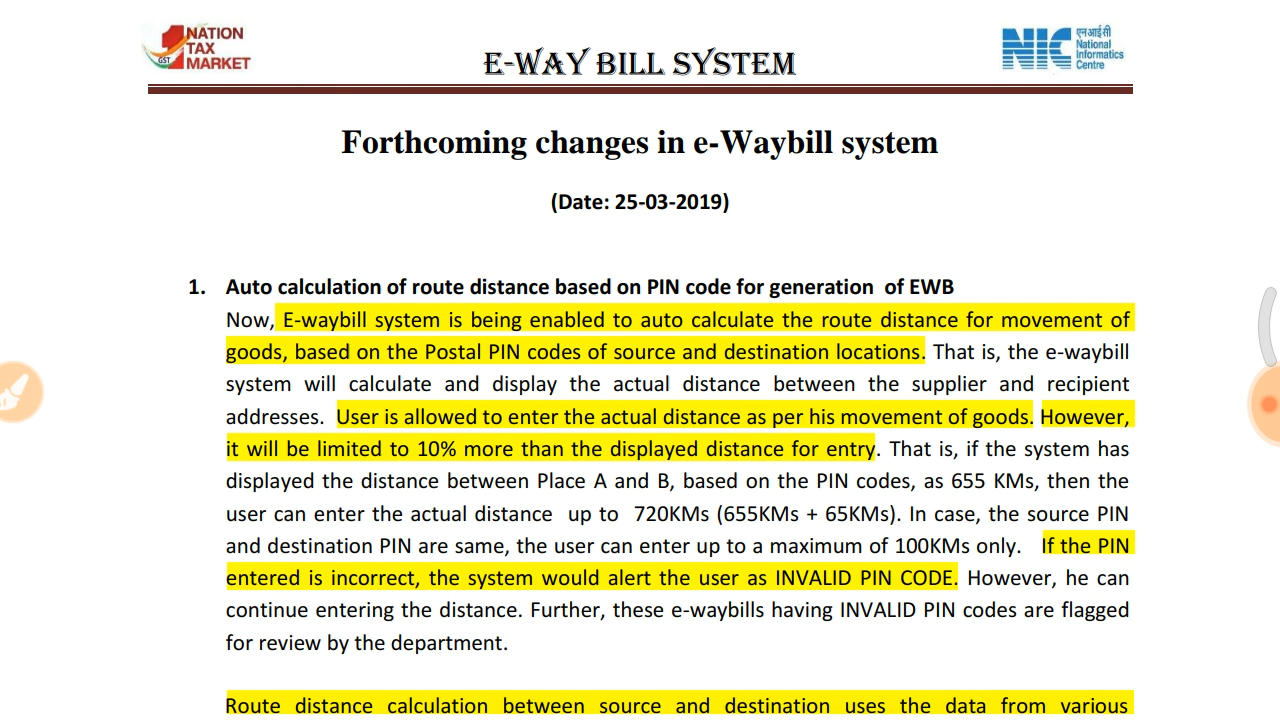 NATION
TAX
MARKET
GST
E-WAY BILL SYSTEM
NIC
एनआईसी
National
Informatics
Centre
Forthcoming changes in e-Waybill system
(Date: 25-03-2019)
1. Auto calculation of route distance based on PIN code for generation of EWB
Now, E-waybill system is being enabled to auto calculate the route distance for movement of
goods, based on the Postal PIN codes of source and destination locations. That is, the e-waybill
system will calculate and display the actual distance between the supplier and recipient
addresses. User is allowed to enter the actual distance as per his movement of goods. However,
it will be limited to 10% more than the displayed distance for entry. That is, if the system has
displayed the distance between Place A and B, based on the PIN codes, as 655 KMs, then the
user can enter the actual distance up to 720KMs (655KMs + 65KMs). In case, the source PIN
and destination PIN are same, the user can enter up to a maximum of 100KMs only. If the PIN
entered is incorrect, the system would alert the user as INVALID PIN CODE. However, he can
continue entering the distance. Further, these e-waybills having INVALID PIN codes are flagged
for review by the department.
Route distance calculation between source and destination uses the data from various